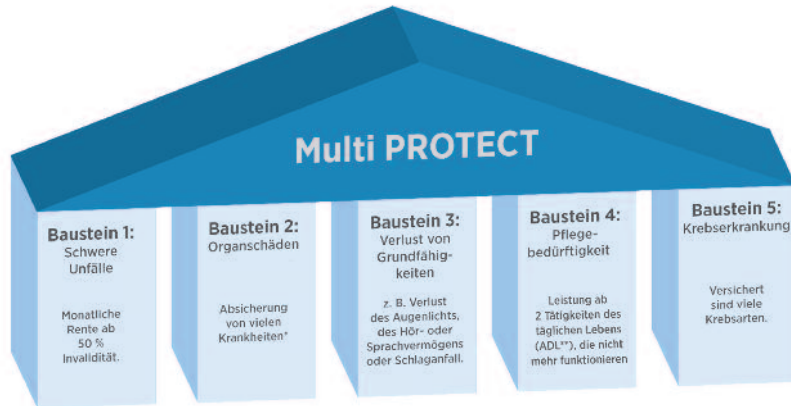 Multi PROTECT
Baustein 1:
Schwere
Unfälle
Monatliche
Rente ab
50 %
Invalidität.
Baustein 2:
Organschäden
Absicherung
von vielen
Krankheiten*
Baustein 3:
Verlust von
Grundfähig-
keiten
z. B. Verlust
des Augenlichts,
des Hör- oder
Sprachvermögens
oder Schlaganfall.
Baustein 4:
Pflege-
bedürftigkeit
Leistung ab
2 Tätigkeiten des
täglichen Lebens
(ADL**), die nicht
mehr funktionieren
Baustein 5:
Krebserkrankung
Versichert
sind viele
Krebsarten.